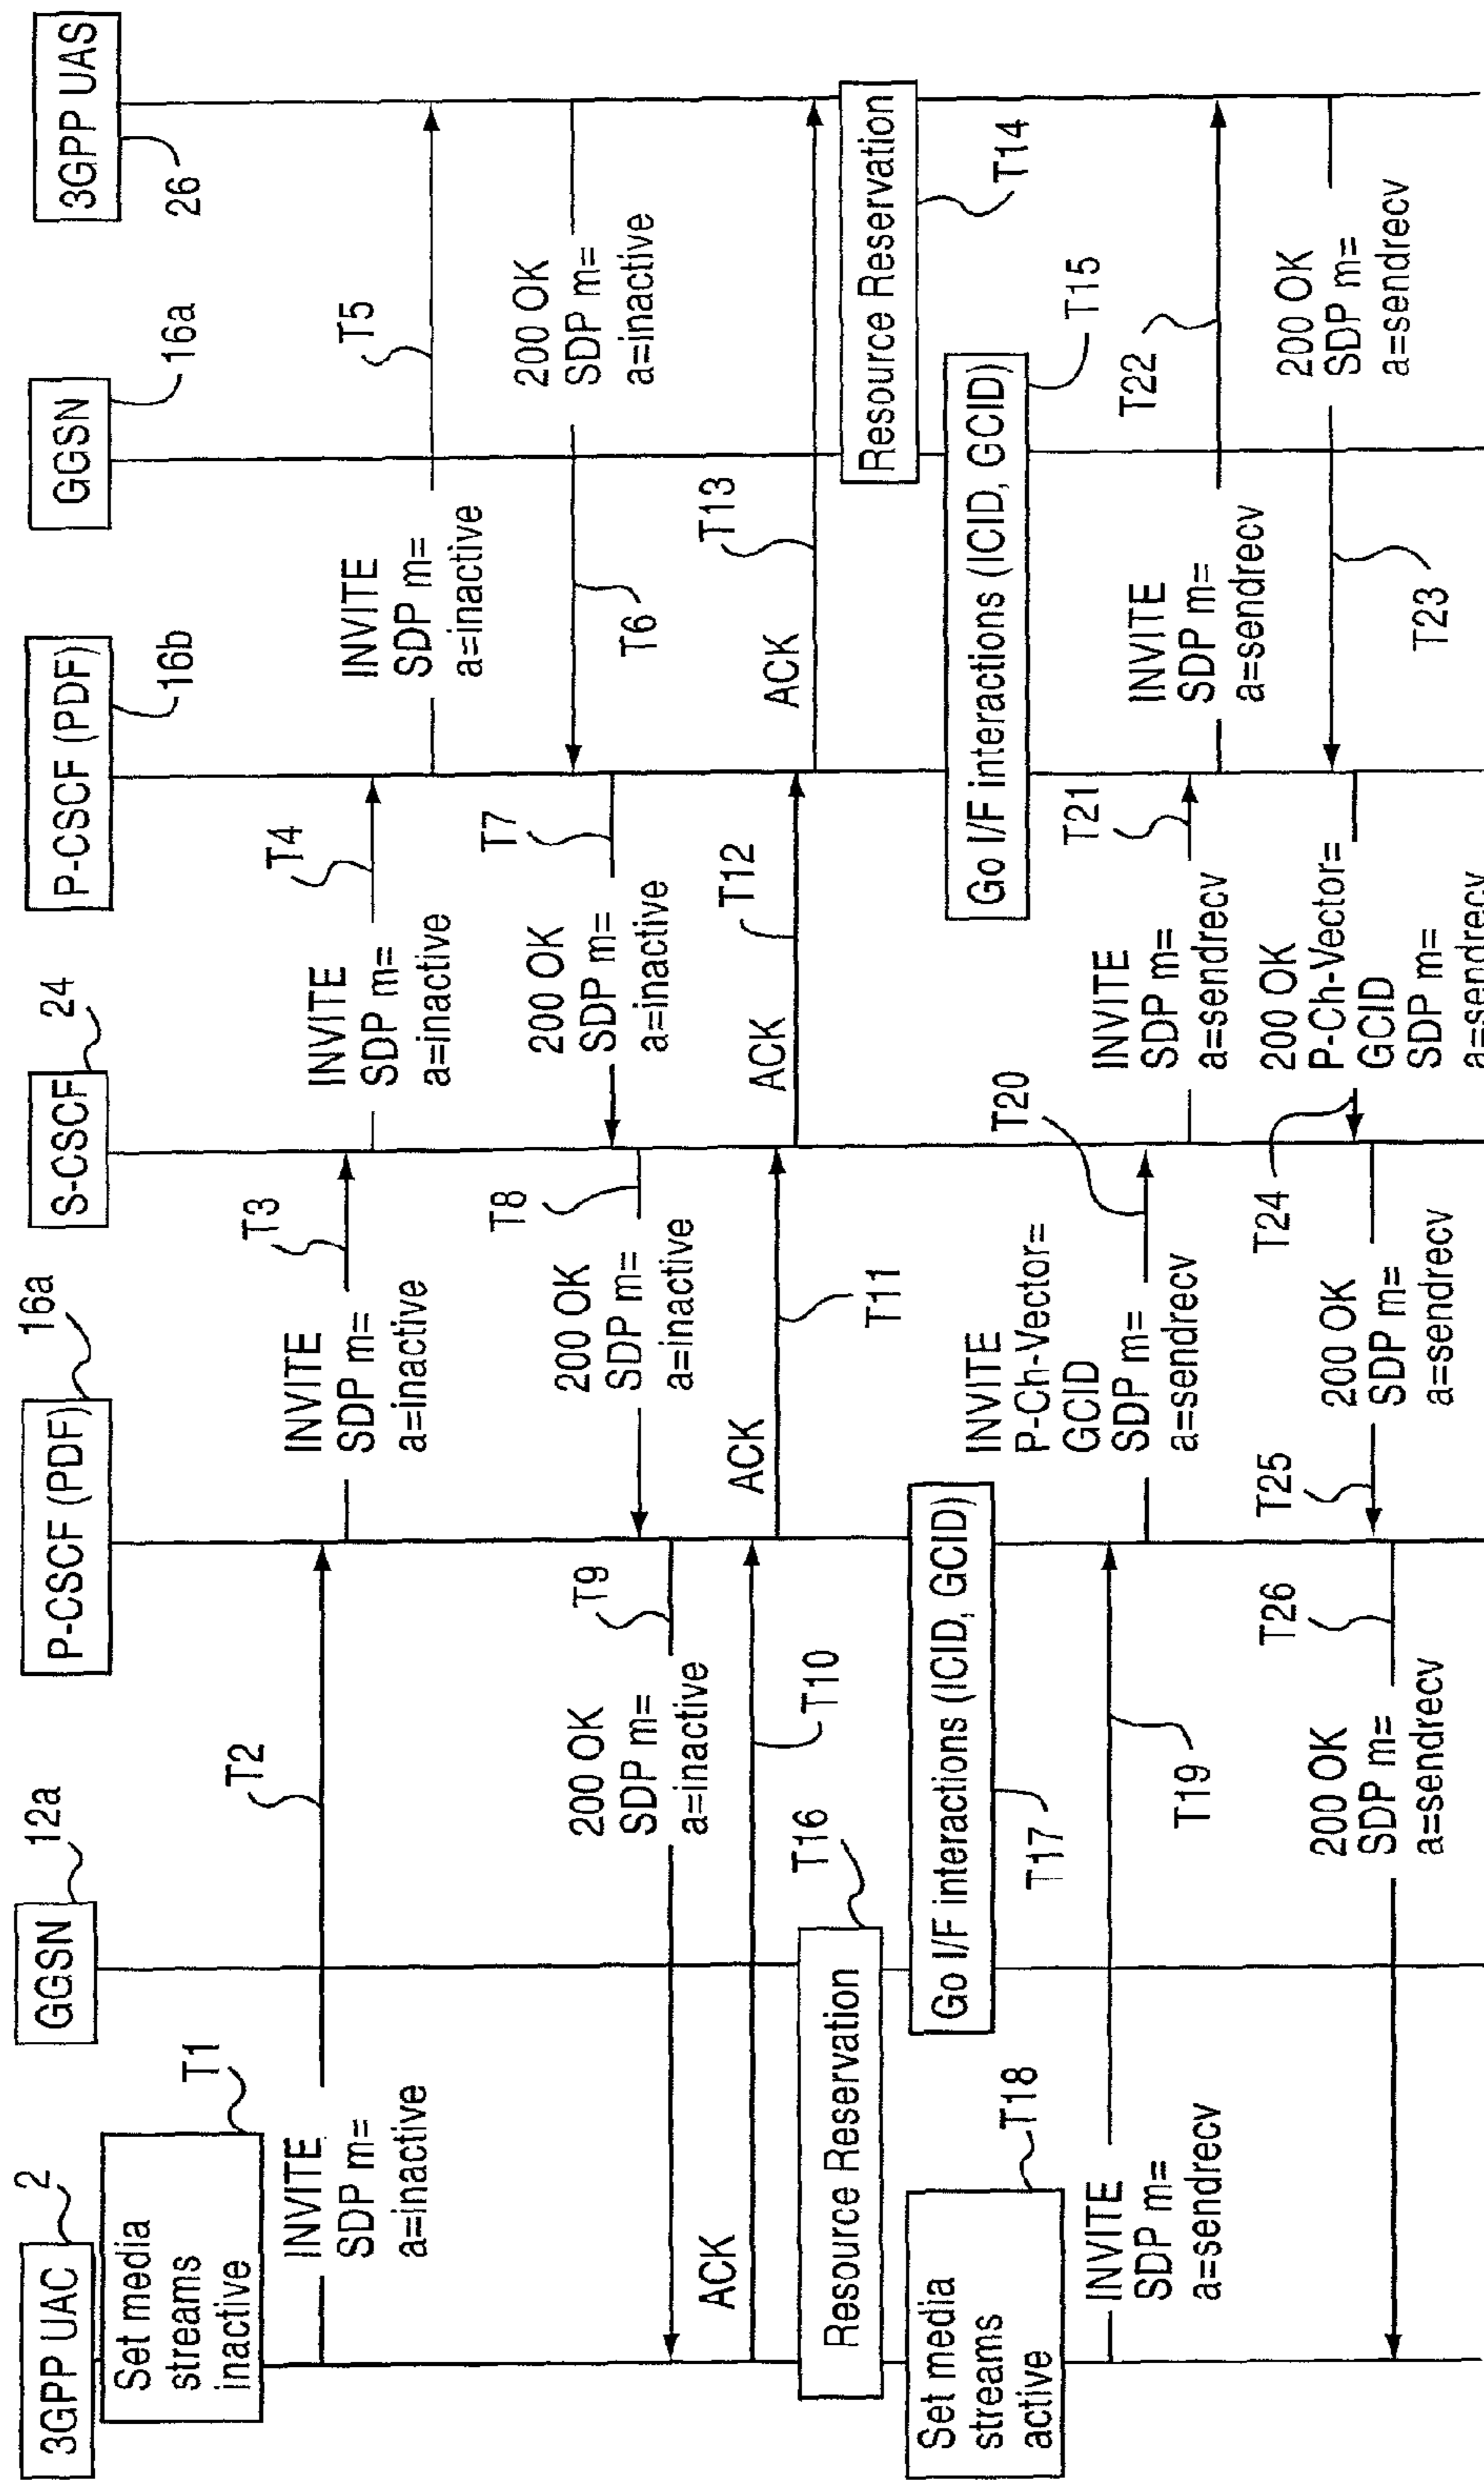 3GPP UAC
2
GGSN
12a
P-CSCF (PDF)
16a
S-CSCF
24
P-CSCF (PDF)
16b
GGSN
16a
3GPP UAS
26
Set media
streams
inactive
T1
INVITE
SDP m=
a=inactive
T2
INVITE
SDP m=
a=inactive
T3
INVITE
SDP m=
a=inactive
T4
INVITE
SDP m=
a=inactive
T5
200 OK
SDP m=
a=inactive
T6
200 OK
SDP m=
a=inactive
T7
200 OK
SDP m=
a=inactive
T8
200 OK
SDP m=
a=inactive
T9
ACK
T10
ACK
T11
ACK
T12
ACK
T13
Resource Reservation
T14
Go I/F interactions (ICID, GCID)
T15
Resource Reservation
T16
Go I/F interactions (ICID, GCID)
T17
Set media
streams
active
T18
INVITE
SDP m=
a=sendrecv
T19
INVITE
P-Ch-Vector=
GCID
SDP m=
a=sendrecv
T20
INVITE
SDP m=
a=sendrecv
T21
INVITE
SDP m=
a=sendrecv
T22
200 OK
SDP m=
a=sendrecv
T23
200 OK
P-Ch-Vector=
GCID
SDP m=
a=sendrecv
T24
200 OK
SDP m=
a=sendrecv
T25
200 OK
SDP m=
a=sendrecv
T26